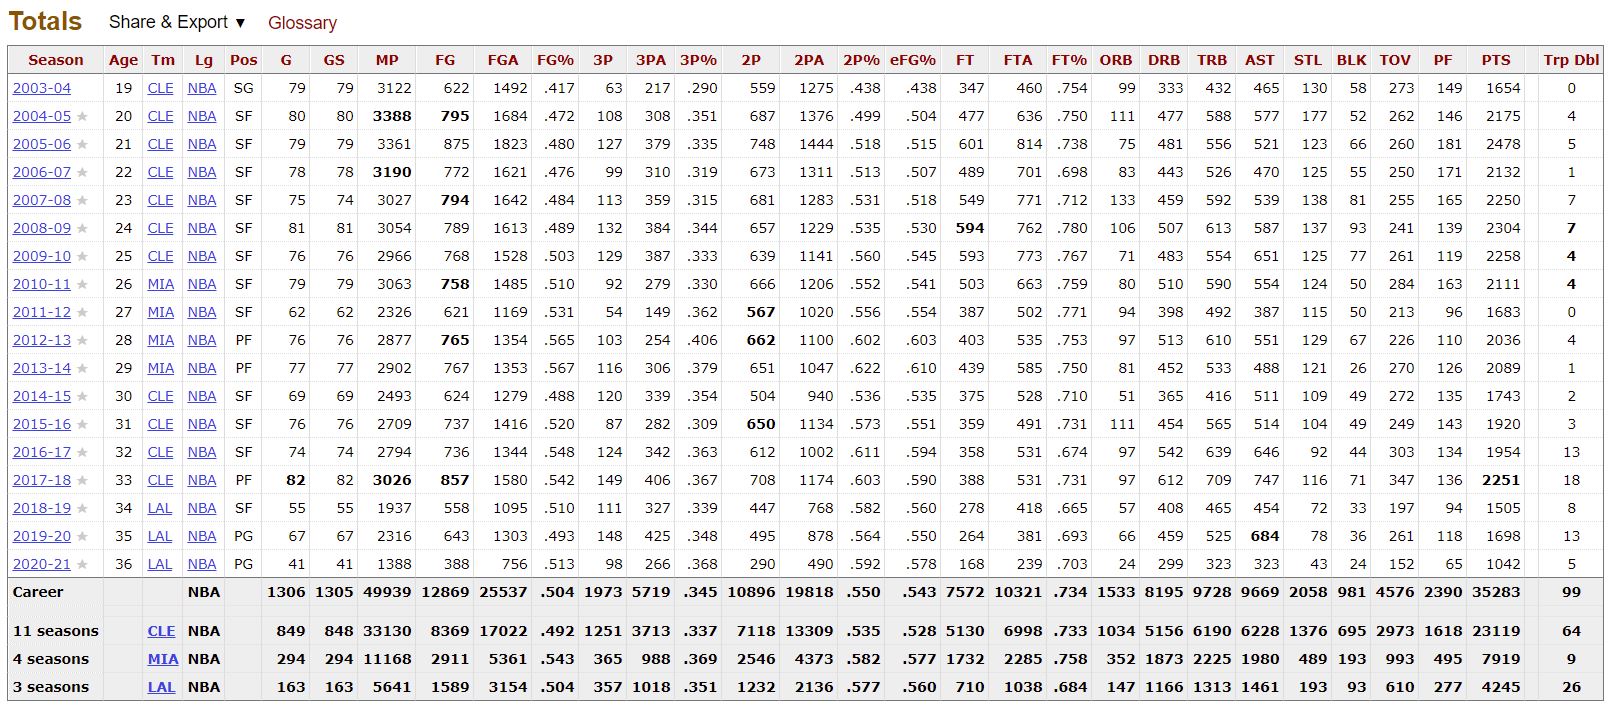 Totals Share & Export ▼ Glossary
Season Age Tm Lg Pos G GS MP FG FGA FG% 3P 3PA 3P% 2P 2PA 2P% eFG% FT FTA FT% ORB DRB TRB AST STL BLK TOV PF PTS Trp Dbl
2003-04 19 CLE NBA SG 79 79 3122 622 1492 .417 63 217 .290 559 1275 .438 .438 347 460 .754 99 333 432 465 130 58 273 149 1654 0
2004-05 ★ 20 CLE NBA SF 80 80 3388 795 1684 .472 108 308 .351 687 1376 .499 .504 477 636 .750 111 477 588 577 177 52 262 146 2175 4
2005-06 ★ 21 CLE NBA SF 79 79 3361 875 1823 .480 127 379 .335 748 1444 .518 .515 601 814 .738 75 481 556 521 123 66 260 181 2478 5
2006-07 ★ 22 CLE NBA SF 78 78 3190 772 1621 .476 99 310 .319 673 1311 .513 .507 489 701 .698 83 443 526 470 125 55 250 171 2132 1
2007-08 ★ 23 CLE NBA SF 75 74 3027 794 1642 .484 113 359 .315 681 1283 .531 .518 549 771 .712 133 459 592 539 138 81 255 165 2250 7
2008-09 ★ 24 CLE NBA SF 81 81 3054 789 1613 .489 132 384 .344 657 1229 .535 .530 594 762 .780 106 507 613 587 137 93 241 139 2304 7
2009-10 ★ 25 CLE NBA SF 76 76 2966 768 1528 .503 129 387 .333 639 1141 .560 .545 593 773 .767 71 483 554 651 125 77 261 119 2258 4
2010-11 ★ 26 MIA NBA SF 79 79 3063 758 1485 .510 92 279 .330 666 1206 .552 .541 503 663 .759 80 510 590 554 124 50 284 163 2111 4
2011-12 ★ 27 MIA NBA SF 62 62 2326 621 1169 .531 54 149 .362 567 1020 .556 .554 387 502 .771 94 398 492 387 115 50 213 96 1683 0
2012-13 ★ 28 MIA NBA PF 76 76 2877 765 1354 .565 103 254 .406 662 1100 .602 .603 403 535 .753 97 513 610 551 129 67 226 110 2036 4
2013-14 ★ 29 MIA NBA PF 77 77 2902 767 1353 .567 116 306 .379 651 1047 .622 .610 439 585 .750 81 452 533 488 121 26 270 126 2089 1
2014-15 ★ 30 CLE NBA SF 69 69 2493 624 1279 .488 120 339 .354 504 940 .536 .535 375 528 .710 51 365 416 511 109 49 272 135 1743 2
2015-16 ★ 31 CLE NBA SF 76 76 2709 737 1416 .520 87 282 .309 650 1134 .573 .551 359 491 .731 111 454 565 514 104 49 249 143 1920 3
2016-17 ★ 32 CLE NBA SF 74 74 2794 736 1344 .548 124 342 .363 612 1002 .611 .594 358 531 .674 97 542 639 646 92 44 303 134 1954 13
2017-18 ★ 33 CLE NBA PF 82 82 3026 857 1580 .542 149 406 .367 708 1174 .603 .590 388 531 .731 97 612 709 747 116 71 347 136 2251 18
2018-19 ★ 34 LAL NBA SF 55 55 1937 558 1095 .510 111 327 .339 447 768 .582 .560 278 418 .665 57 408 465 454 72 33 197 94 1505 8
2019-20 ★ 35 LAL NBA PG 67 67 2316 643 1303 .493 148 425 .348 495 878 .564 .550 264 381 .693 66 459 525 684 78 36 261 118 1698 13
2020-21 ★ 36 LAL NBA PG 41 41 1388 388 756 .513 98 266 .368 290 490 .592 .578 168 239 .703 24 299 323 323 43 24 152 65 1042 5
Career NBA 1306 1305 49939 12869 25537 .504 1973 5719 .345 10896 19818 .550 .543 7572 10321 .734 1533 8195 9728 9669 2058 981 4576 2390 35283 99
11 seasons CLE NBA 849 848 33130 8369 17022 .492 1251 3713 .337 7118 13309 .535 .528 5130 6998 .733 1034 5156 6190 6228 1376 695 2973 1618 23119 64
4 seasons MIA NBA 294 294 11168 2911 5361 .543 365 988 .369 2546 4373 .582 .577 1732 2285 .758 352 1873 2225 1980 489 193 993 495 7919 9
3 seasons LAL NBA 163 163 5641 1589 3154 .504 357 1018 .351 1232 2136 .577 .560 710 1038 .684 147 1166 1313 1461 193 93 610 277 4245 26